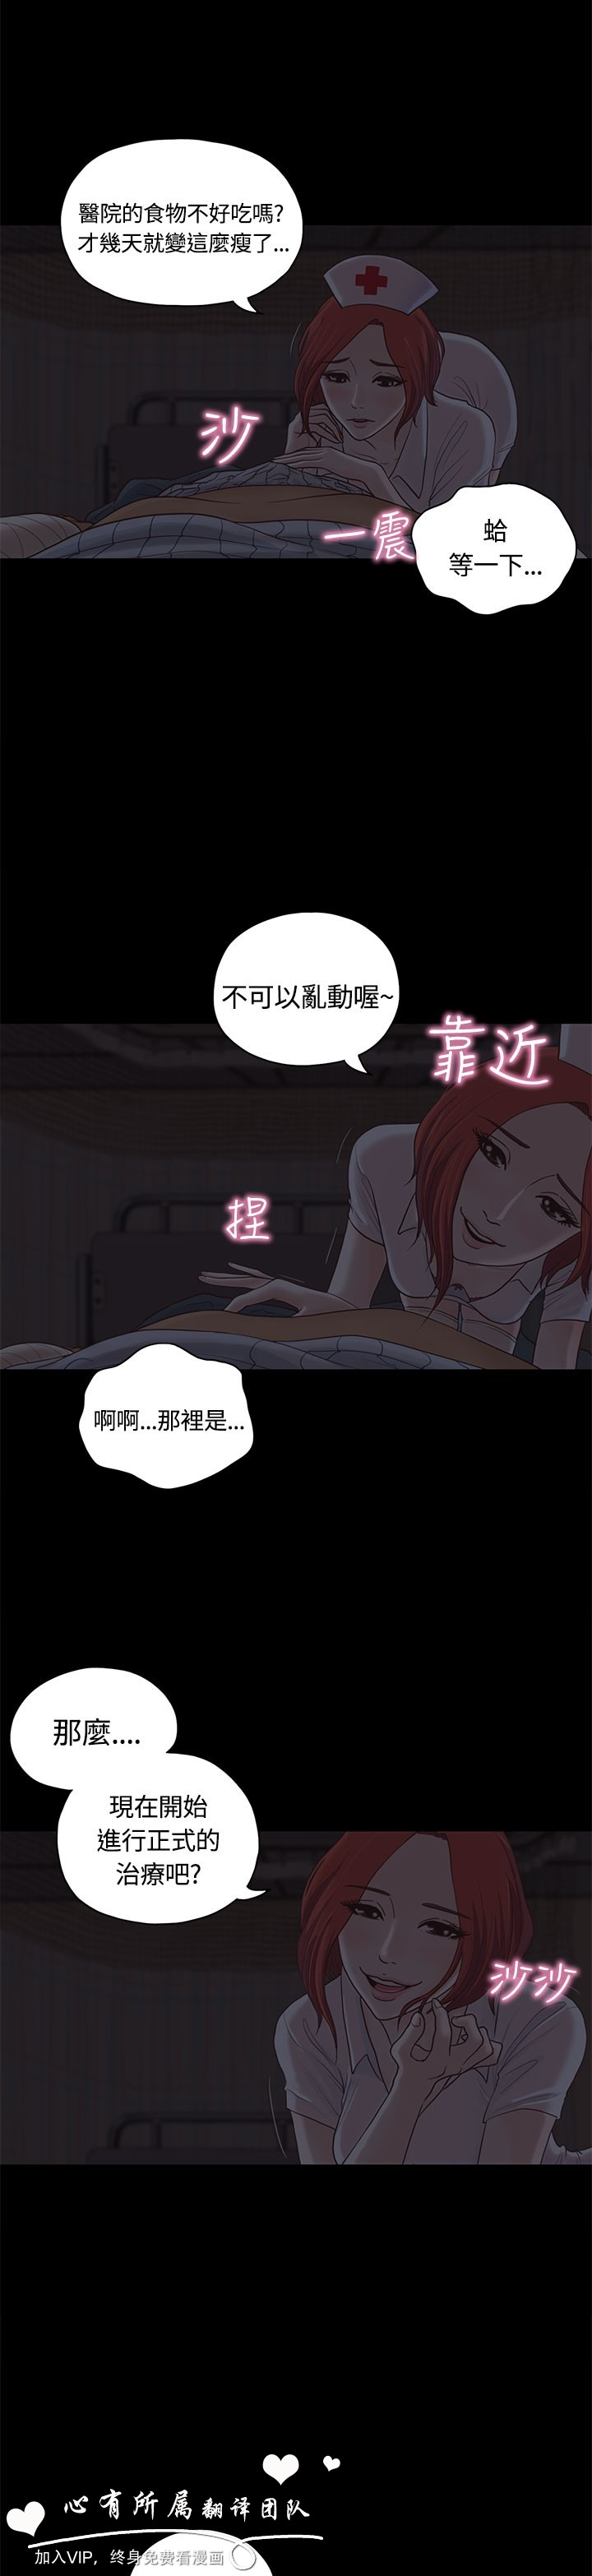 醫院的食物不好吃嗎?
才幾天就變這麼瘦了...
沙
一震
蛤
等一下...
不可以亂動喔~
靠近
捏
啊啊...那裡是...
那麼....
現在開始
進行正式的
治療吧?
沙沙
心有所属翻译团队
加入VIP，终身免费看漫画